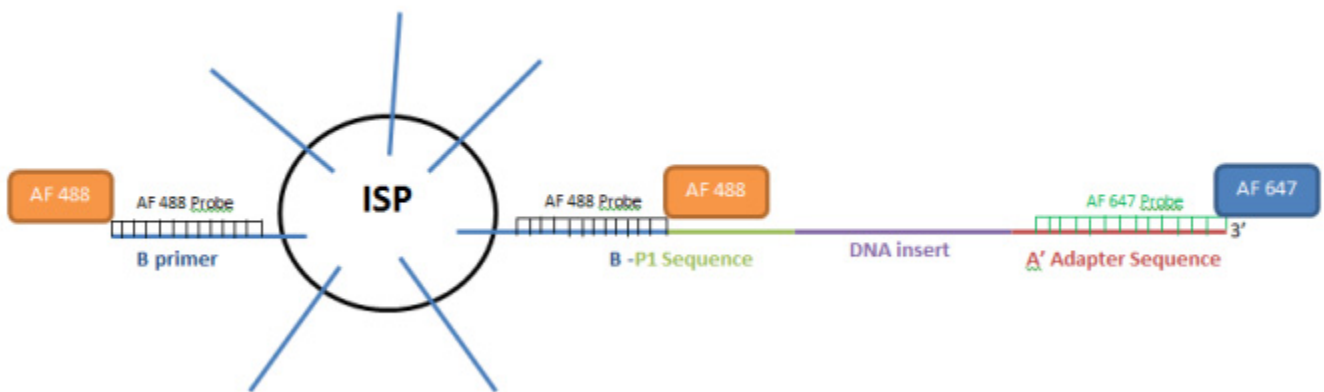 ISP
AF 488
AF 488 Probe
B primer
AF 488 Probe
AF 488
B -P1 Sequence
DNA insert
AF 647 Probe
AF 647
3’
A’ Adapter Sequence